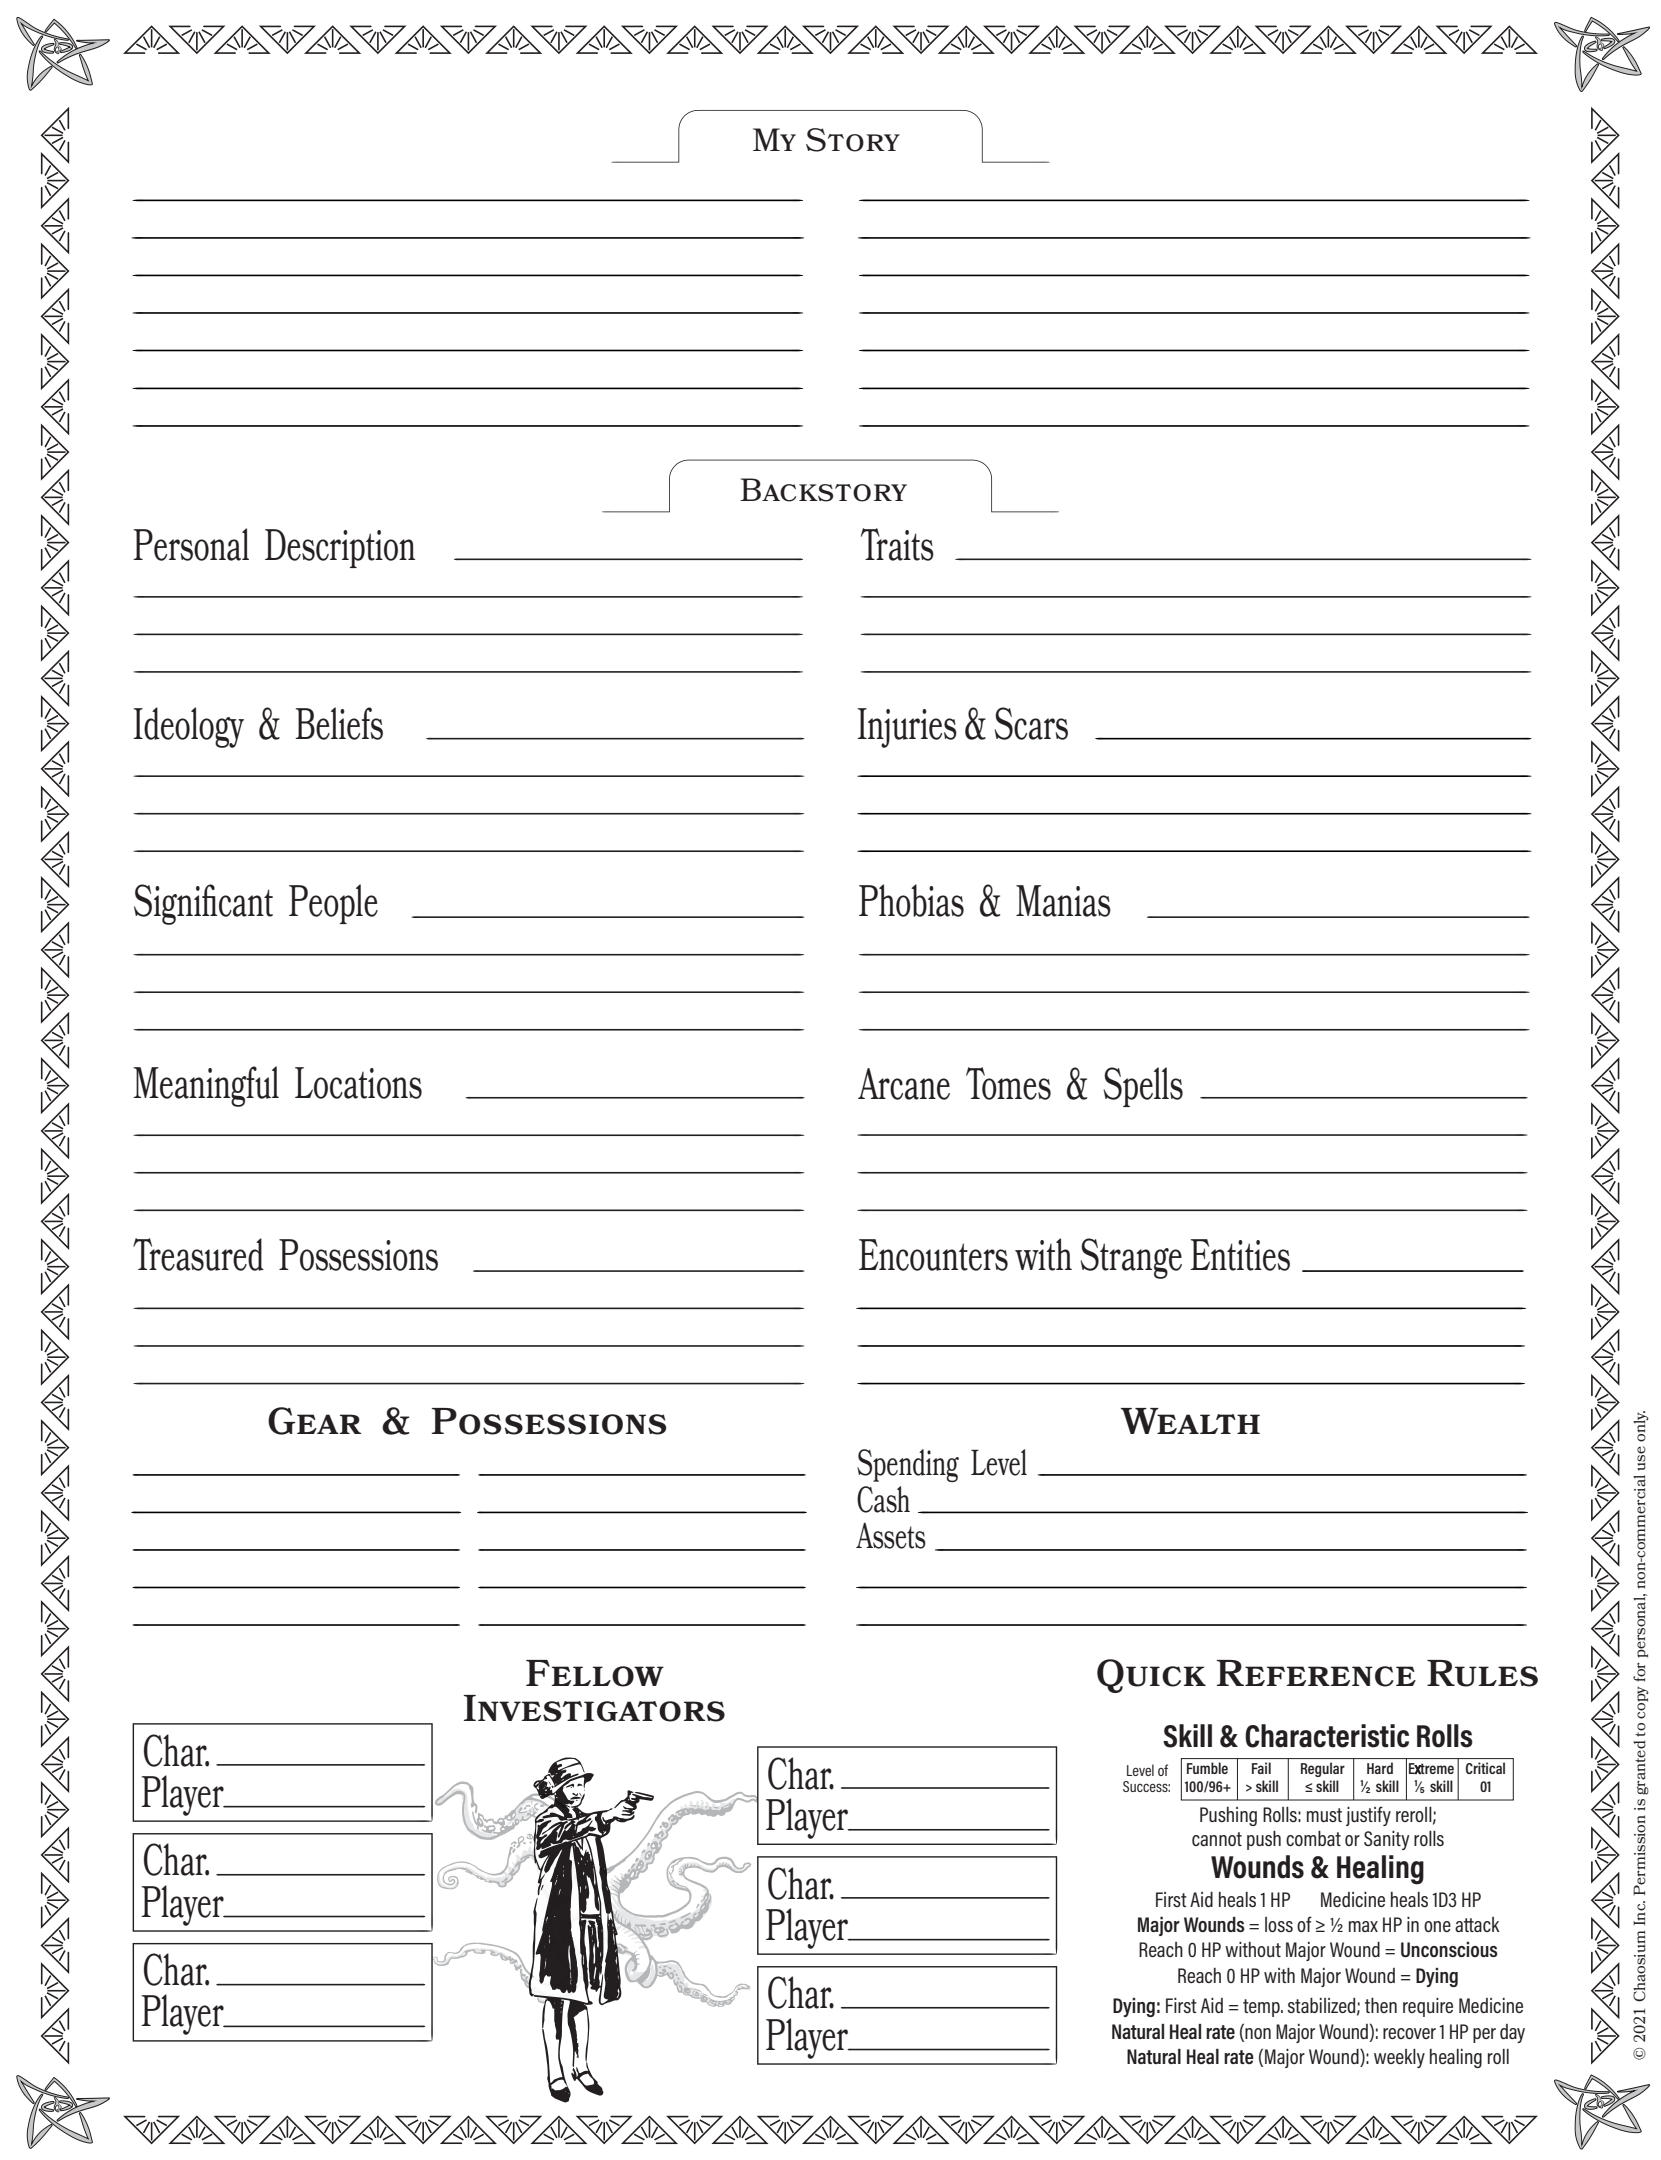 My Story
Backstory
Personal Description
Traits
Ideology & Beliefs
Injuries & Scars
Significant People
Phobias & Manias
Meaningful Locations
Arcane Tomes & Spells
Treasured Possessions
Encounters with Strange Entities
Gear & Possessions
Wealth
Spending Level
Cash
Assets
Fellow
Investigators
Char.
Player
Char.
Player
Char.
Player
Char.
Player
Char.
Player
Char.
Player
Quick Reference Rules
Skill & Characteristic Rolls
Level of Success:
Fumble 100/96+
Fail > skill
Regular ≤ skill
Hard ½ skill
Extreme ⅕ skill
Critical 01
Pushing Rolls: must justify reroll;
cannot push combat or Sanity rolls
Wounds & Healing
First Aid heals 1 HP Medicine heals 1D3 HP
Major Wounds = loss of ≥ ½ max HP in one attack
Reach 0 HP without Major Wound = Unconscious
Reach 0 HP with Major Wound = Dying
Dying: First Aid = temp. stabilized; then require Medicine
Natural Heal rate (non Major Wound): recover 1 HP per day
Natural Heal rate (Major Wound): weekly healing roll
© 2021 Chaosium Inc. Permission is granted to copy for personal, non-commercial use only.